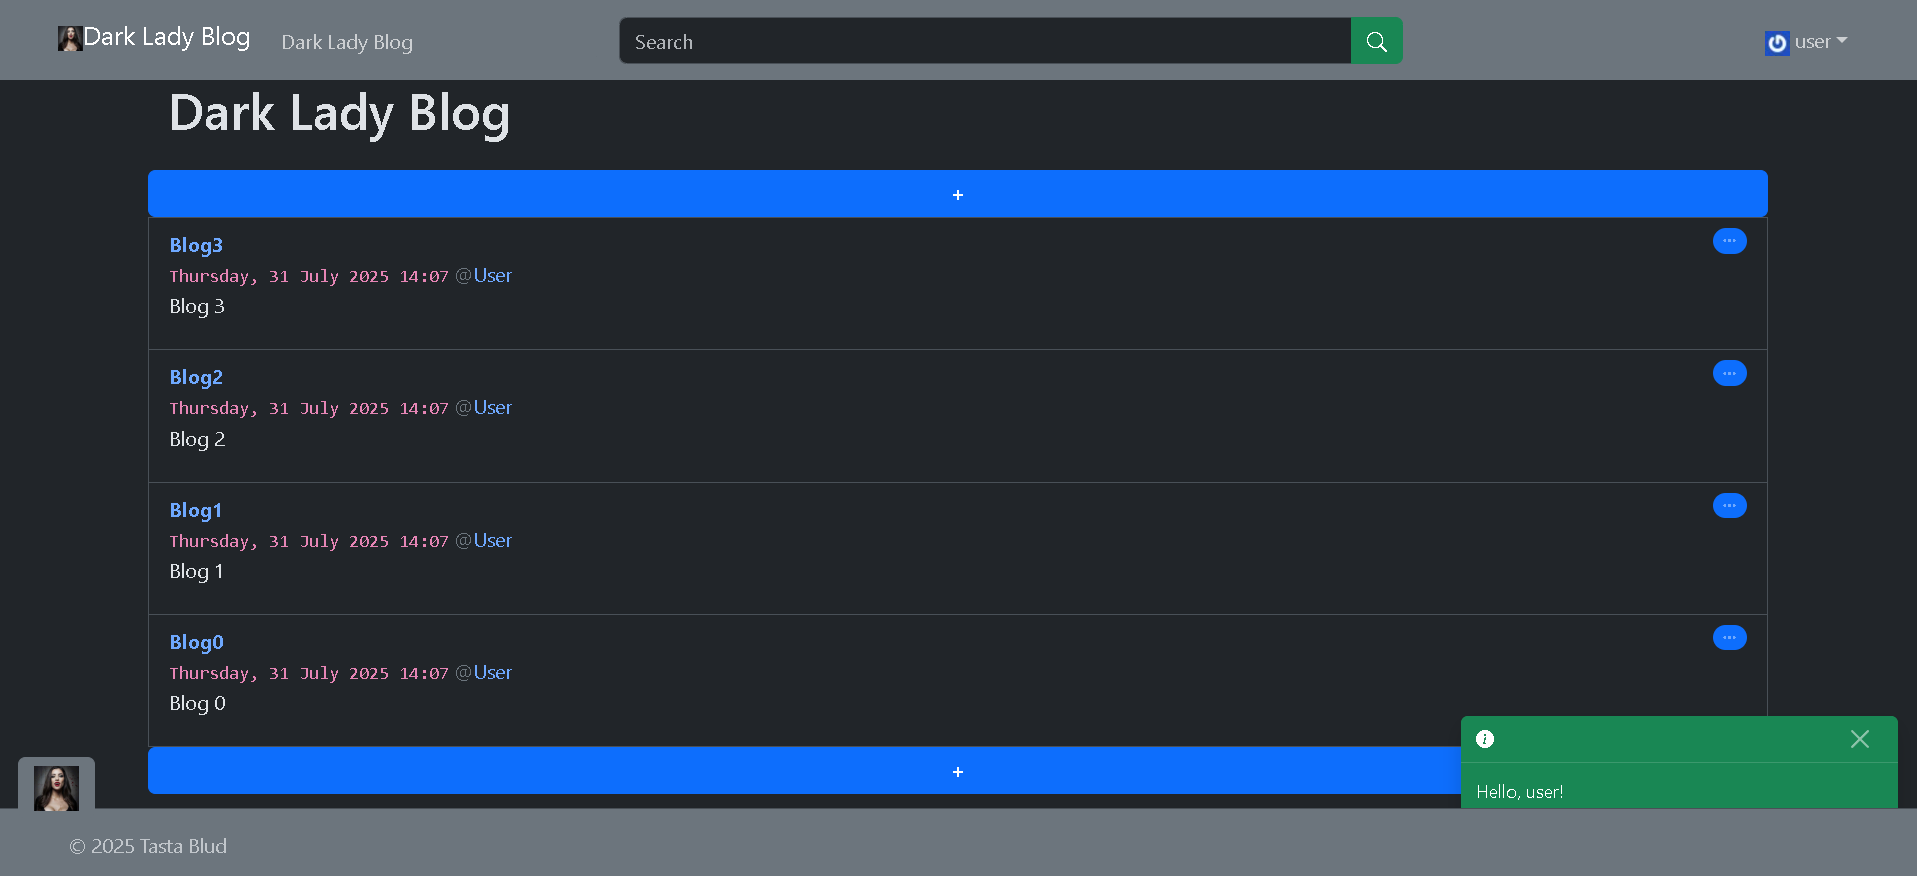 Dark Lady Blog Dark Lady Blog Search user
Dark Lady Blog
+
Blog3
Thursday, 31 July 2025 14:07 @User
Blog 3
Blog2
Thursday, 31 July 2025 14:07 @User
Blog 2
Blog1
Thursday, 31 July 2025 14:07 @User
Blog 1
Blog0
Thursday, 31 July 2025 14:07 @User
Blog 0
+
Hello, user!
© 2025 Tasta Blud